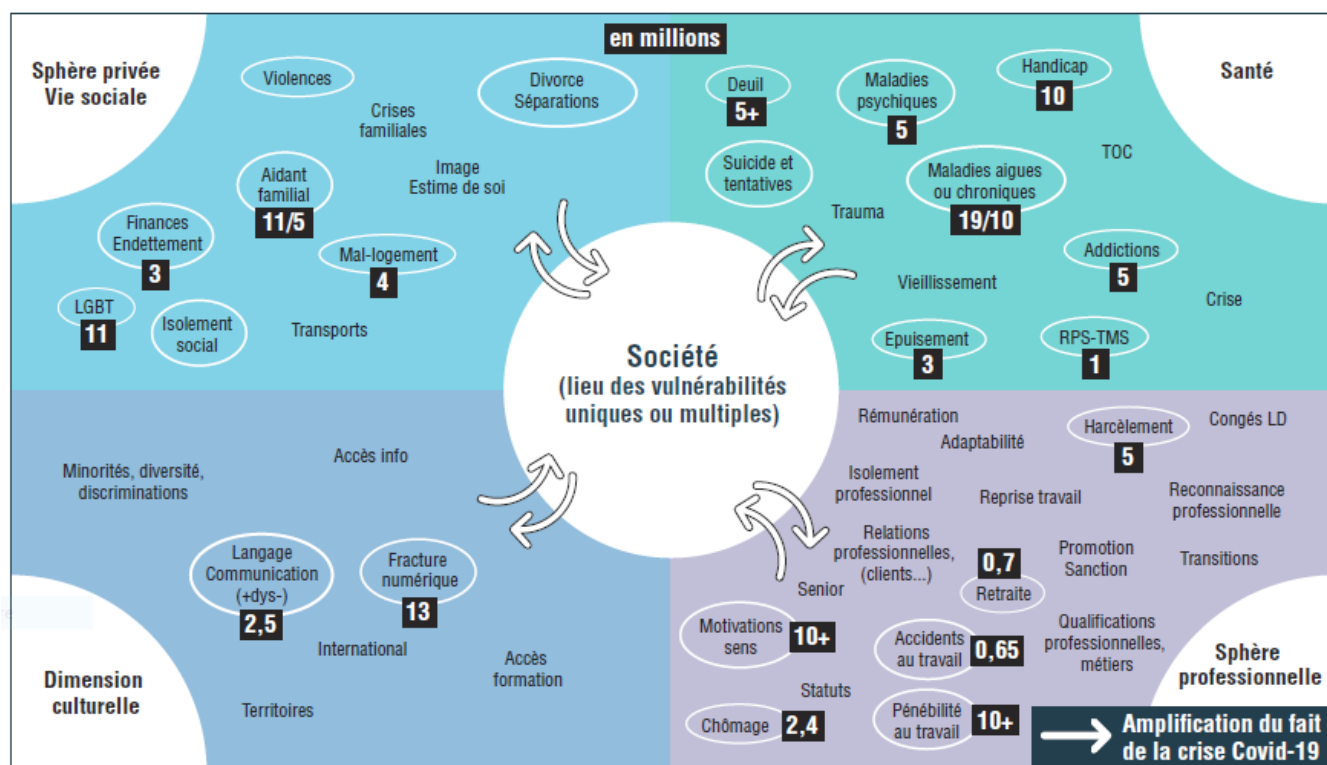 en millions
Sphère privée
Vie sociale
Violences
Divorce
Séparations
Crises
familiales
Image
Estime de soi
Aidant
familial
11/5
Finances
Endettement
3
Mal-logement
4
LGBT
11
Isolement
social
Transports
Santé
Deuil
5+
Maladies
psychiques
5
Handicap
10
TOC
Suicide et
tentatives
Maladies aigues
ou chroniques
19/10
Trauma
Addictions
5
Vieillissement
Crise
Epuisement
3
RPS-TMS
1
Société
(lieu des vulnérabilités
uniques ou multiples)
Accès info
Minorités, diversité,
discriminations
Langage
Communication
(+dys-)
2,5
Fracture
numérique
13
International
Accès
formation
Territoires
Dimension
culturelle
Rémunération
Adaptabilité
Harcèlement
5
Congés LD
Isolement
professionnel
Reprise travail
Reconnaissance
professionnelle
Relations
professionnelles,
(clients...)
0,7
Retraite
Promotion
Sanction
Transitions
Senior
Motivations
sens
10+
Accidents
au travail
0,65
Qualifications
professionnelles,
métiers
Statuts
Chômage
2,4
Pénébilité
au travail
10+
Sphère
professionnelle
Amplification du fait
de la crise Covid-19